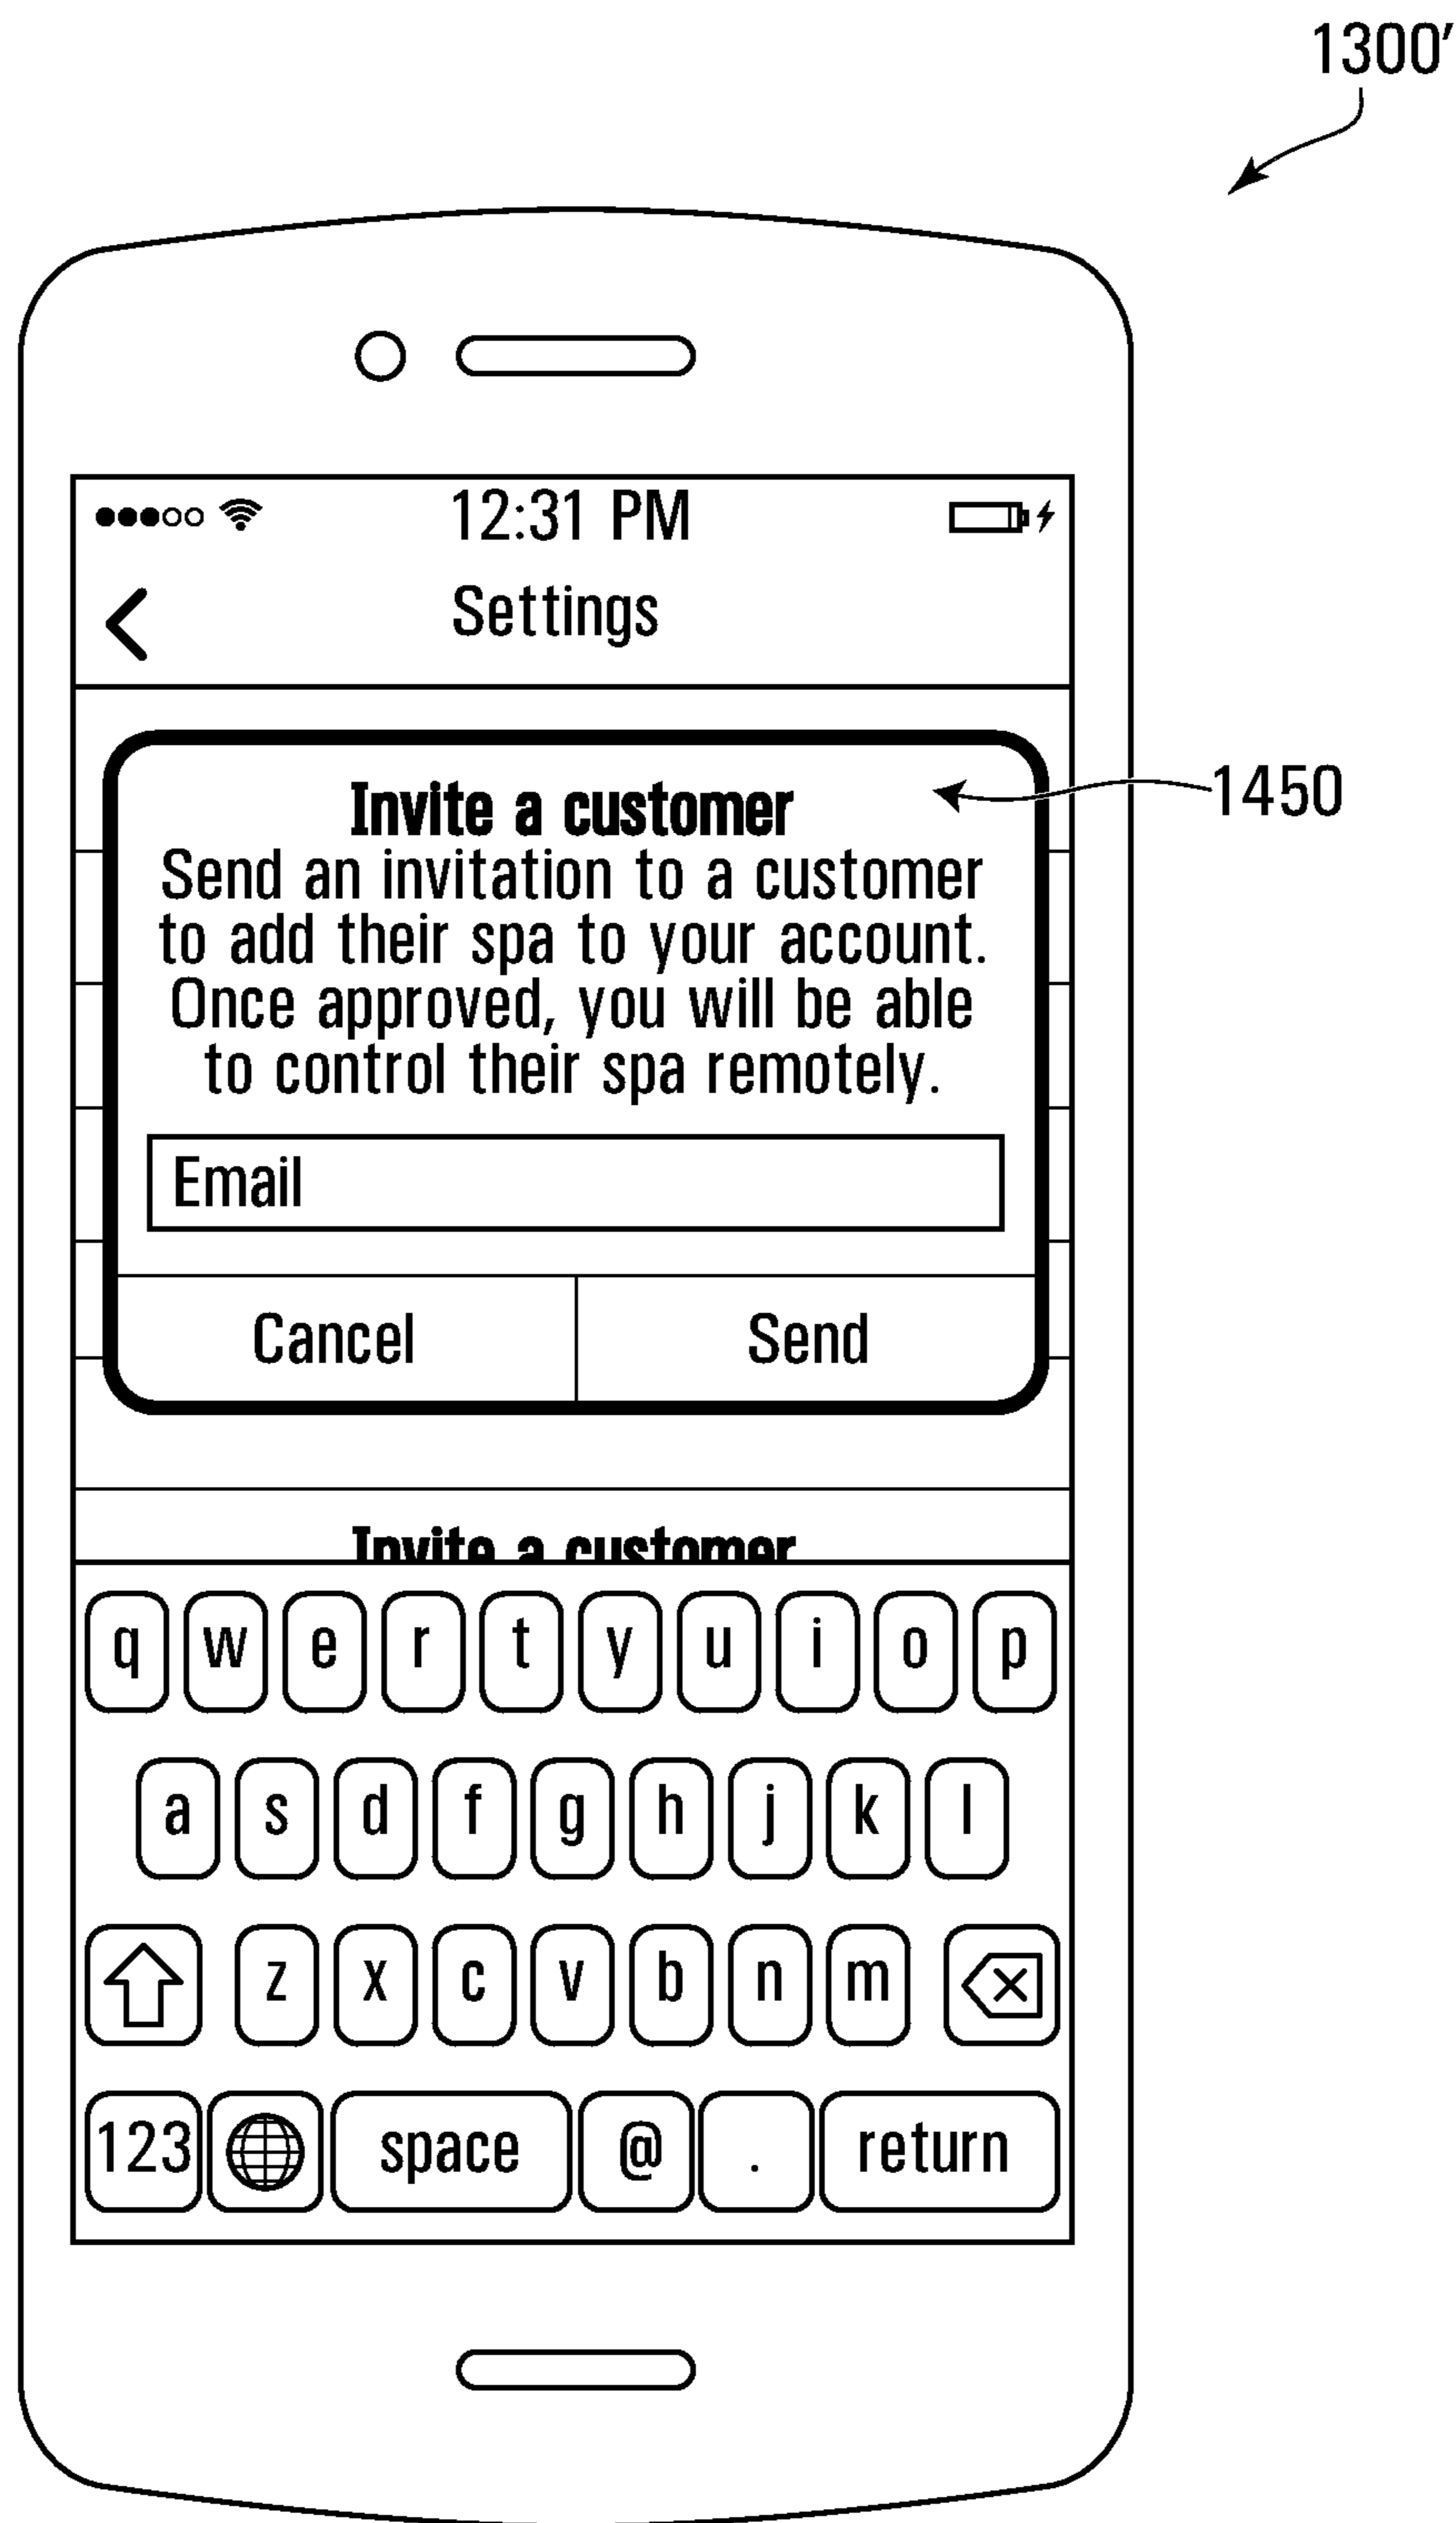 1300'
12:31 PM
Settings
1450
Invite a customer
Send an invitation to a customer
to add their spa to your account.
Once approved, you will be able
to control their spa remotely.
Email
Cancel Send
Invite a customer
q w e r t y u i o p
a s d f g h j k l
z x c v b n m
123 space @ . return